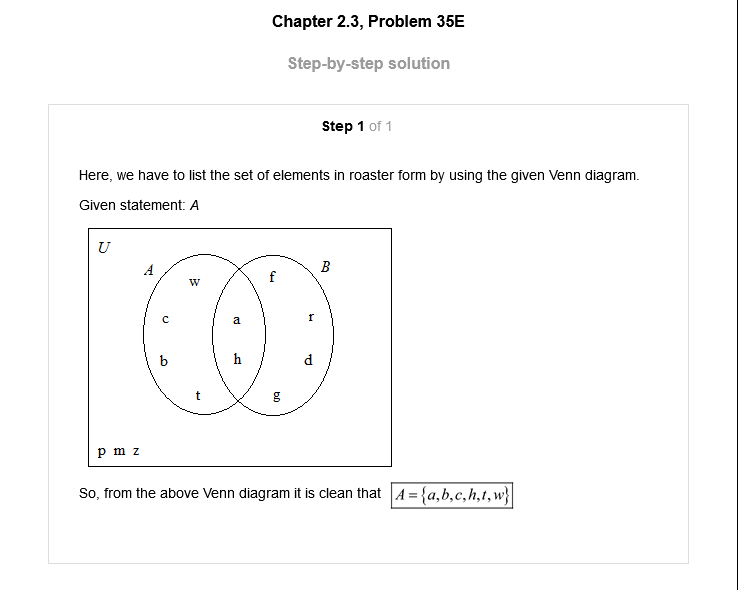 Chapter 2.3, Problem 35E
Step-by-step solution
Step 1 of 1
Here, we have to list the set of elements in roaster form by using the given Venn diagram.
Given statement: A
U
A
B
w
f
c
a
r
b
h
d
t
g
p m z
So, from the above Venn diagram it is clean that A={a,b,c,h,t,w}